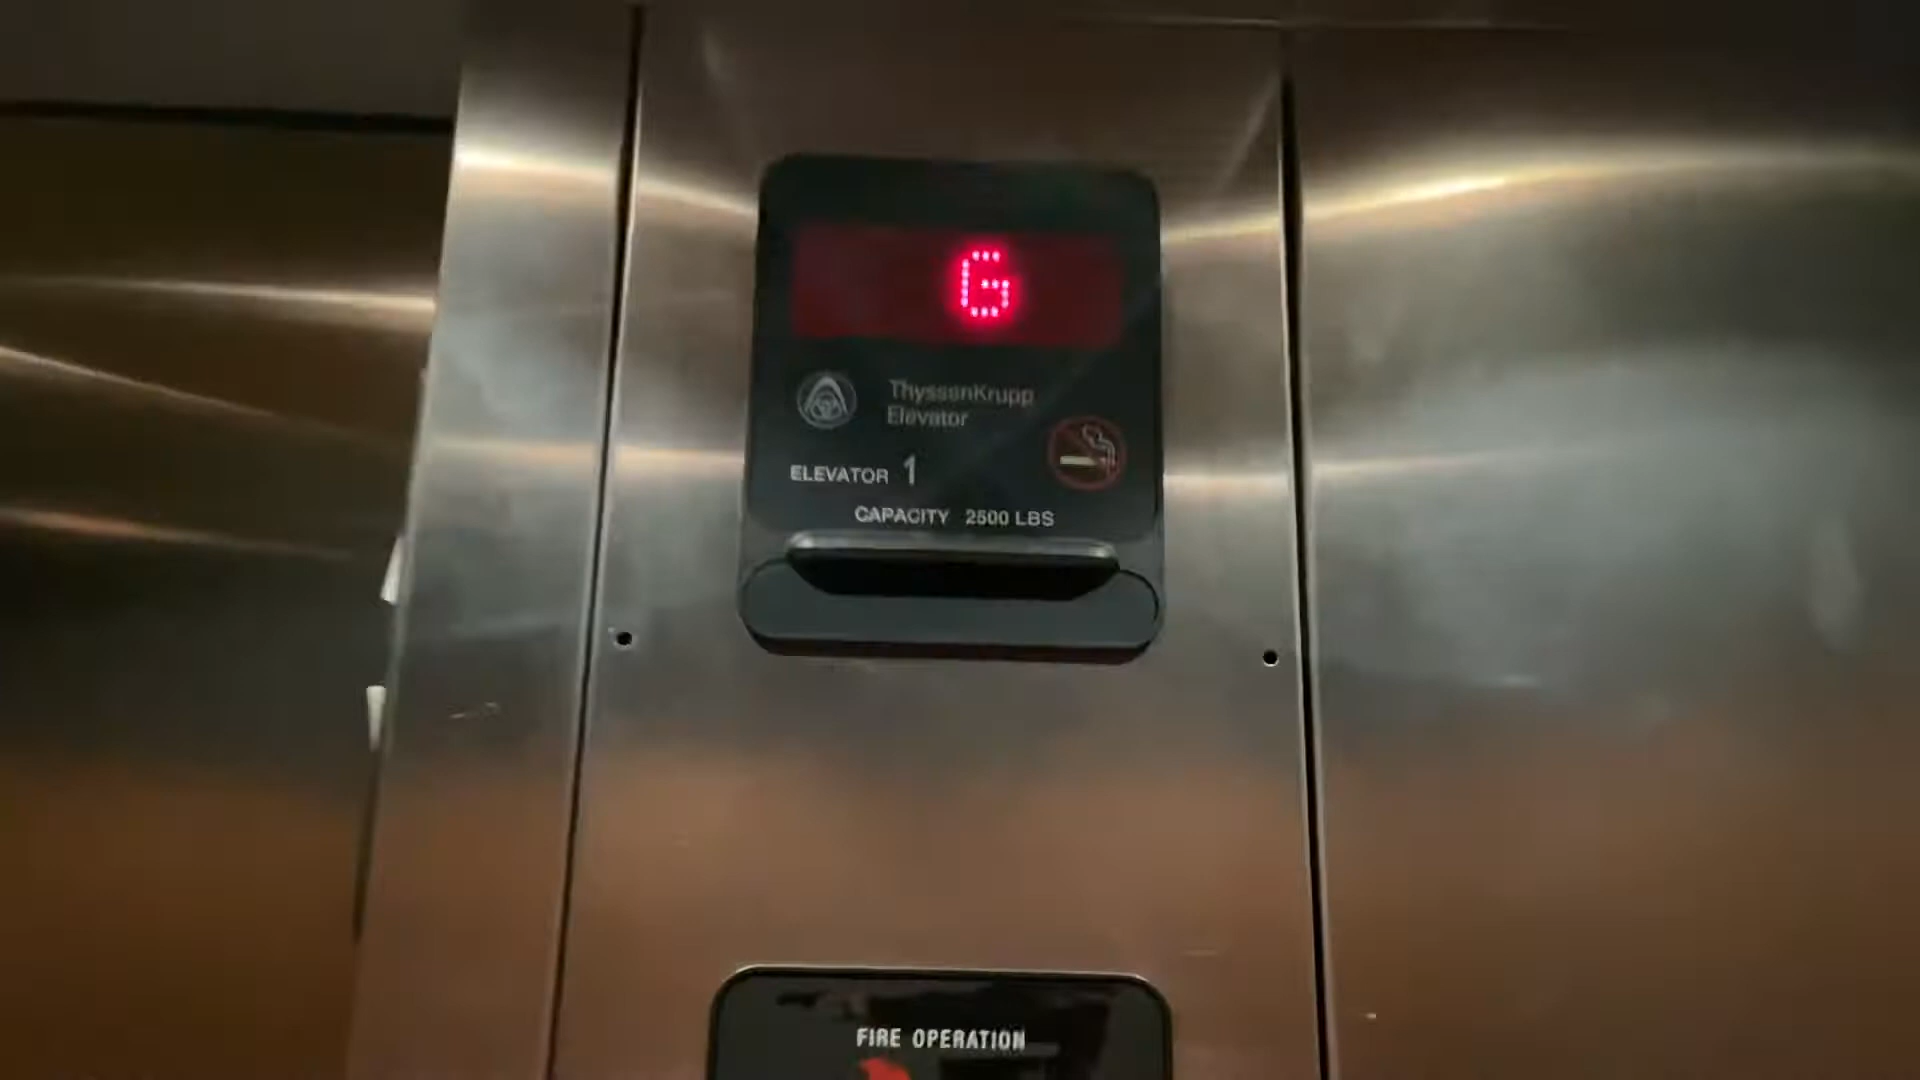 G
ThyssenKrupp
Elevator
ELEVATOR 1
CAPACITY 2500 LBS
FIRE OPERATION